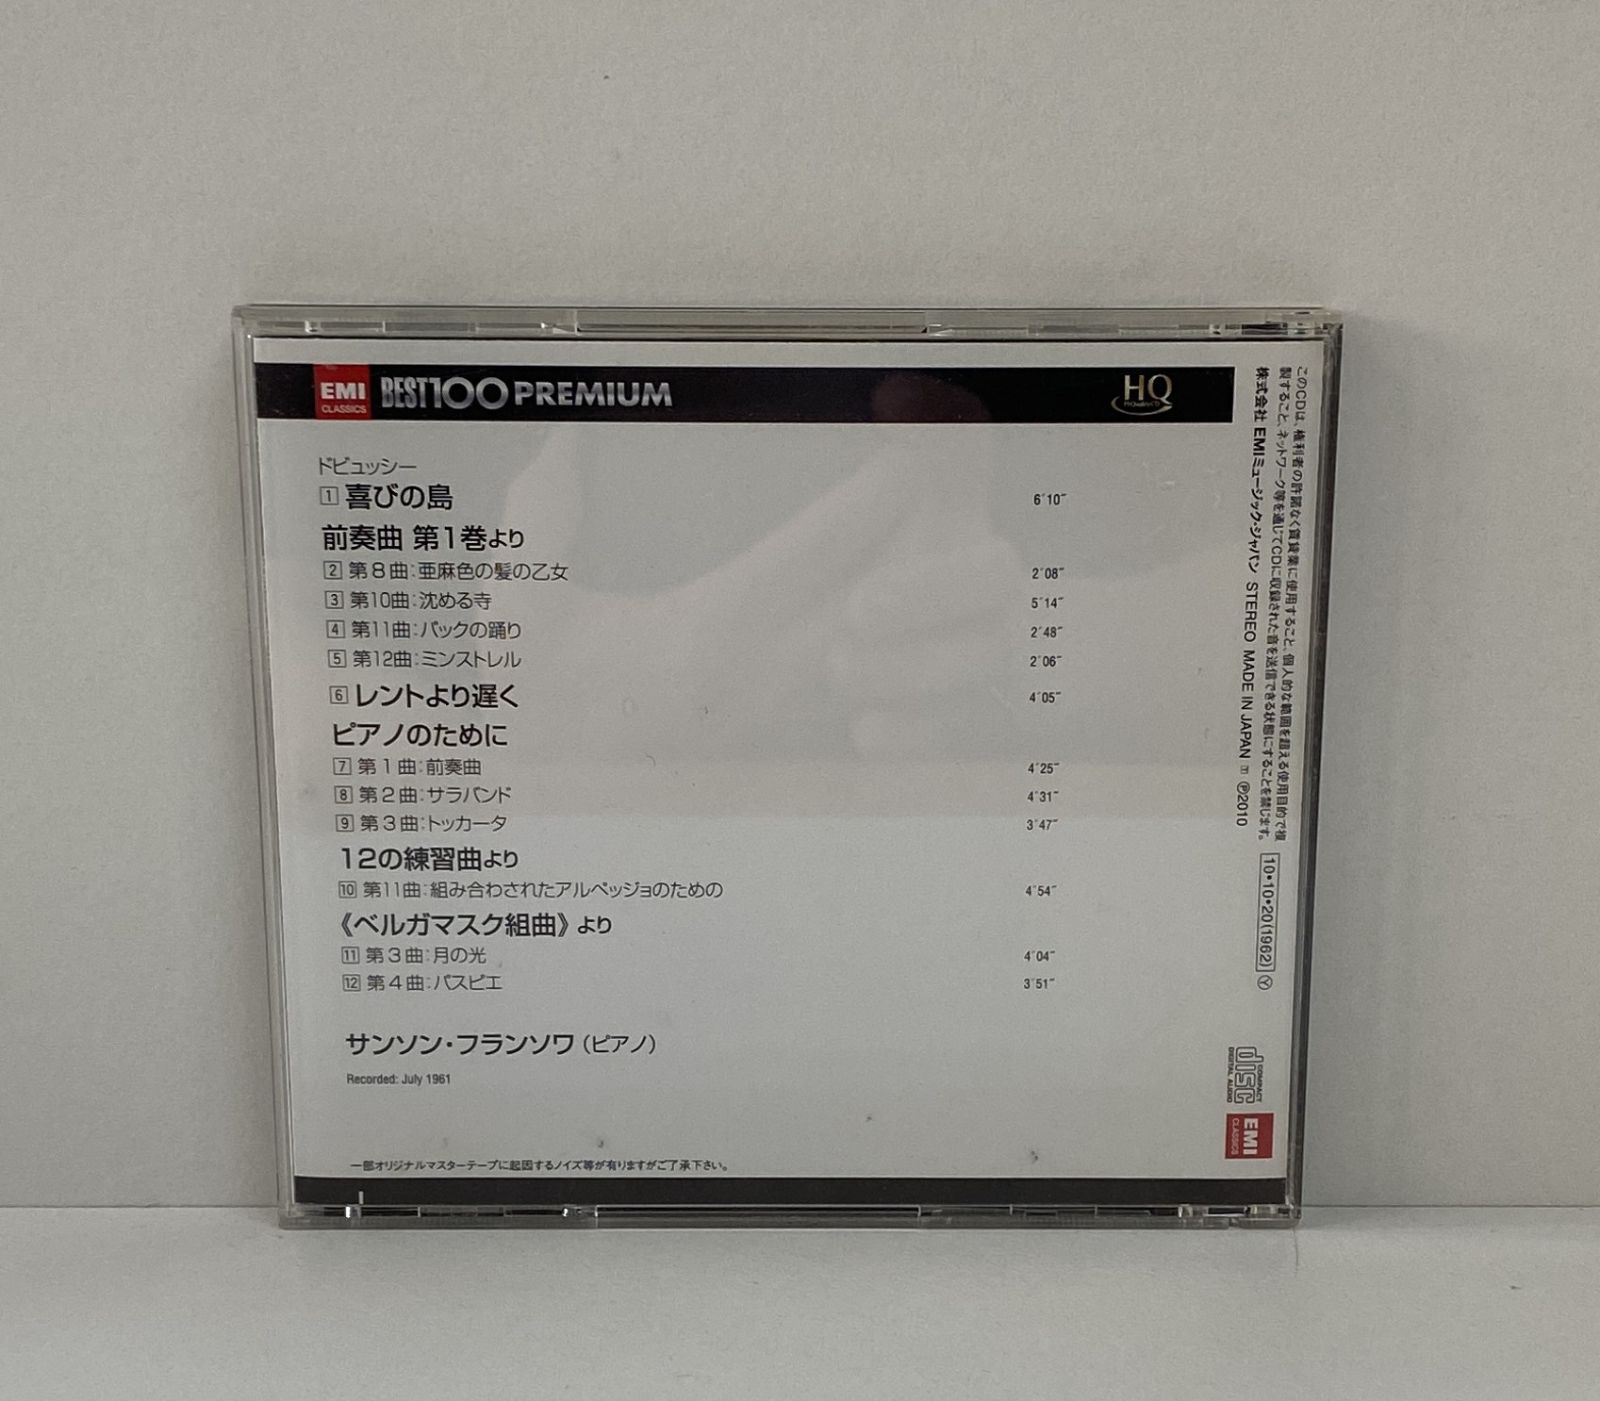 EMI
CLASSICS
BEST100 PREMIUM
HQ
HiQualityCD
ドビュッシー
1 喜びの島 6′10″
前奏曲 第1巻より
2 第8曲:亜麻色の髪の乙女 2′08″
3 第10曲:沈める寺 5′14″
4 第11曲:パックの踊り 2′48″
5 第12曲:ミンストレル 2′06″
6 レントより遅く 4′05″
ピアノのために
7 第1曲:前奏曲 4′25″
8 第2曲:サラバンド 4′31″
9 第3曲:トッカータ 3′47″
12の練習曲より
10 第11曲:組み合わされたアルペッジョのための 4′54″
《ベルガマスク組曲》より
11 第3曲:月の光 4′04″
12 第4曲:パスピエ 3′51″
サンソン・フランソワ(ピアノ)
Recorded: July 1961
一部オリジナルマスターテープに起因するノイズ等が有りますがご了承下さい。
このCDは、権利者の許諾なく賃貸業に使用すること、個人的な範囲を超える使用目的で複
製すること、ネットワーク等を通じてCDに収録された音を送信できる状態にすることを禁じます。
株式会社 EMIミュージック・ジャパン STEREO MADE IN JAPAN ℗2010
10•10•20(1962) Ⓨ
COMPACT
disc
DIGITAL AUDIO
EMI
CLASSICS